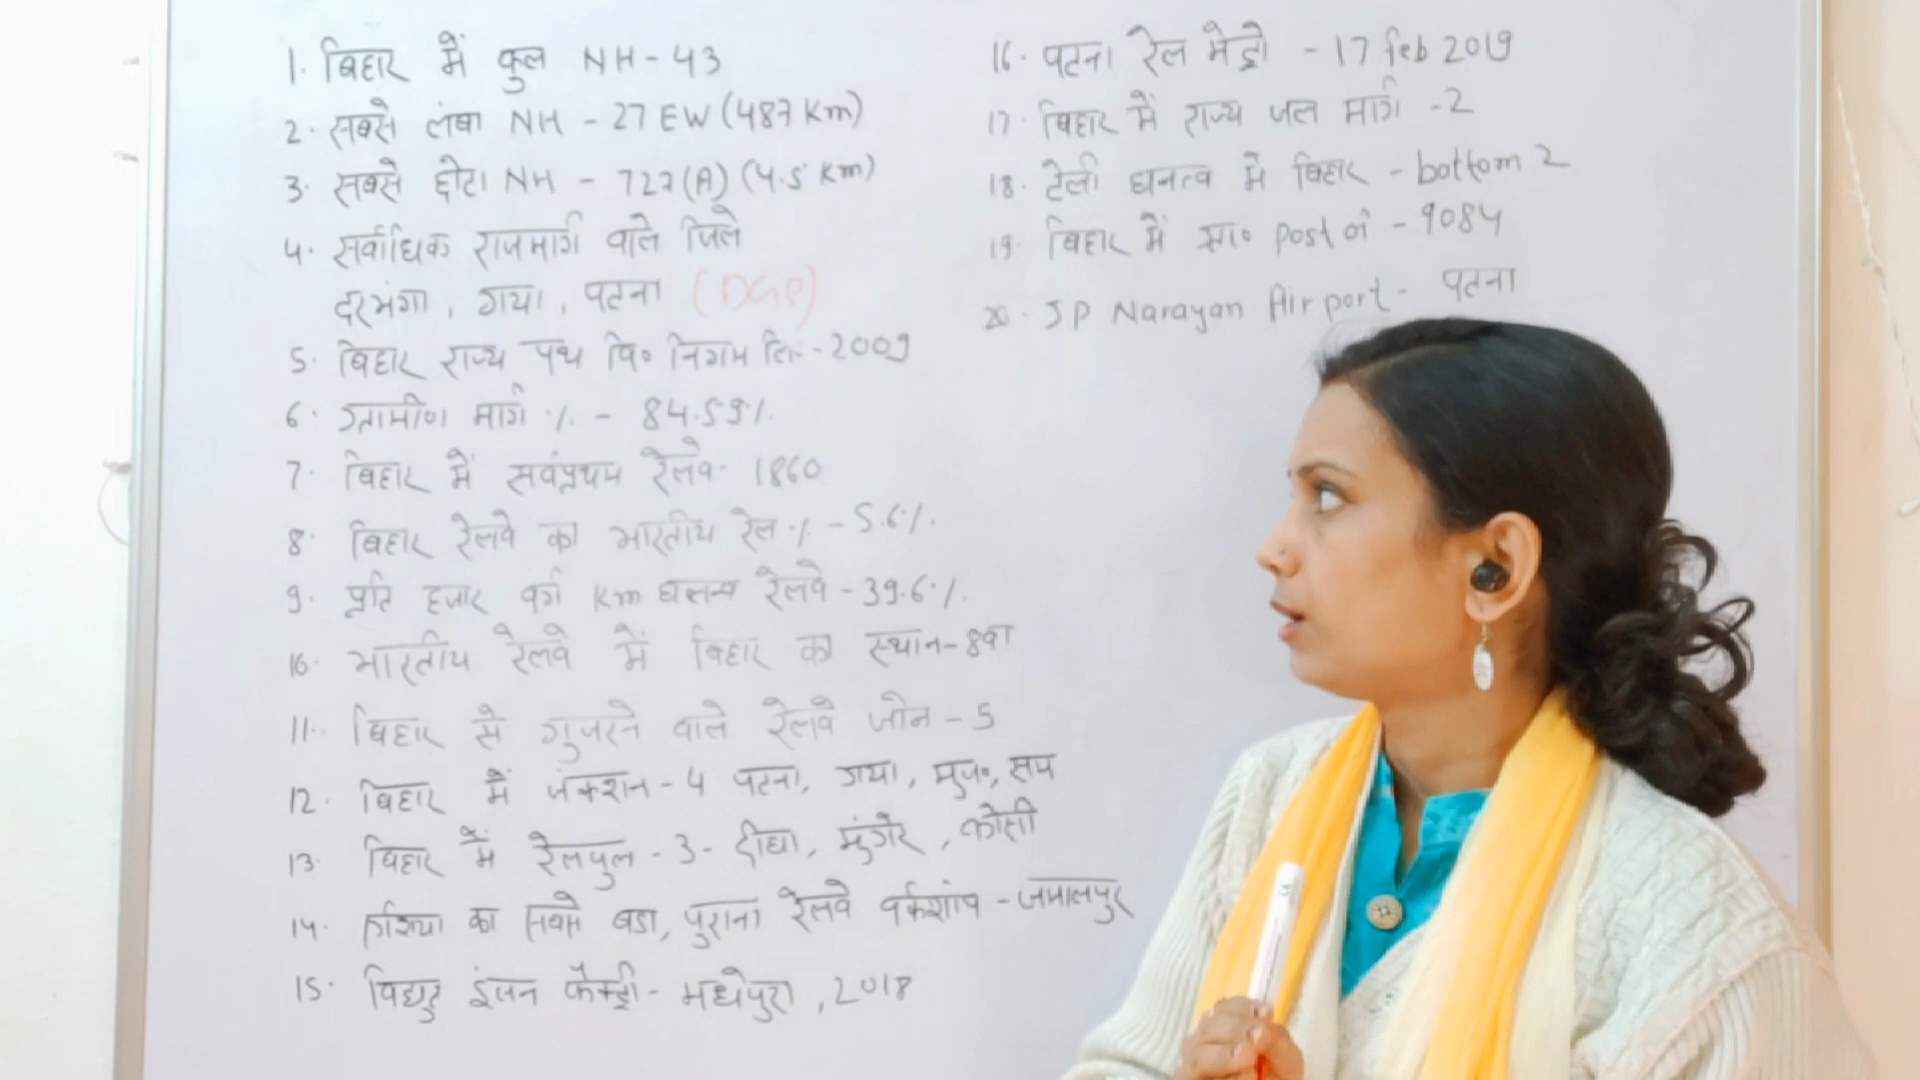 1. बिहार में कुल NH - 43
2. सबसे लंबा NH - 27 EW (487 Km)
3. सबसे छोटा NH - 727(A) (4.5 Km)
4. सर्वाधिक राजमार्ग वाले जिले
दरभंगा, गया, पटना (DGP)
5. बिहार राज्य पथ वि० निगम लि. - 2009
6. ग्रामीण मार्ग % - 84.59%
7. बिहार में सर्वप्रथम रेलवे - 1860
8. बिहार रेलवे का भारतीय रेल % - 5.6%
9. प्रति हजार वर्ग Km घनत्व रेलवे - 39.6%
10. भारतीय रेलवे में बिहार का स्थान - 8वा
11. बिहार से गुजरने वाले रेलवे जोन - 5
12. बिहार में जंक्शन - 4 पटना, गया, मुज०,
13. बिहार में रेलपुल - 3 - दीघा, मुंगेर, कोसी
14. एशिया का सबसे बडा, पुराना रेलवे वर्कशॉप - जमालपुर
15. विद्युत इंजन फैक्ट्री - मधेपुरा, 2018
16. पटना रेल मेट्रो - 17 feb 2019
17. बिहार में राज्य जल मार्ग - 2
18. टेली घनत्व में बिहार - bottom 2
19. बिहार में post of - 9084
20. JP Narayan Airport - पटना